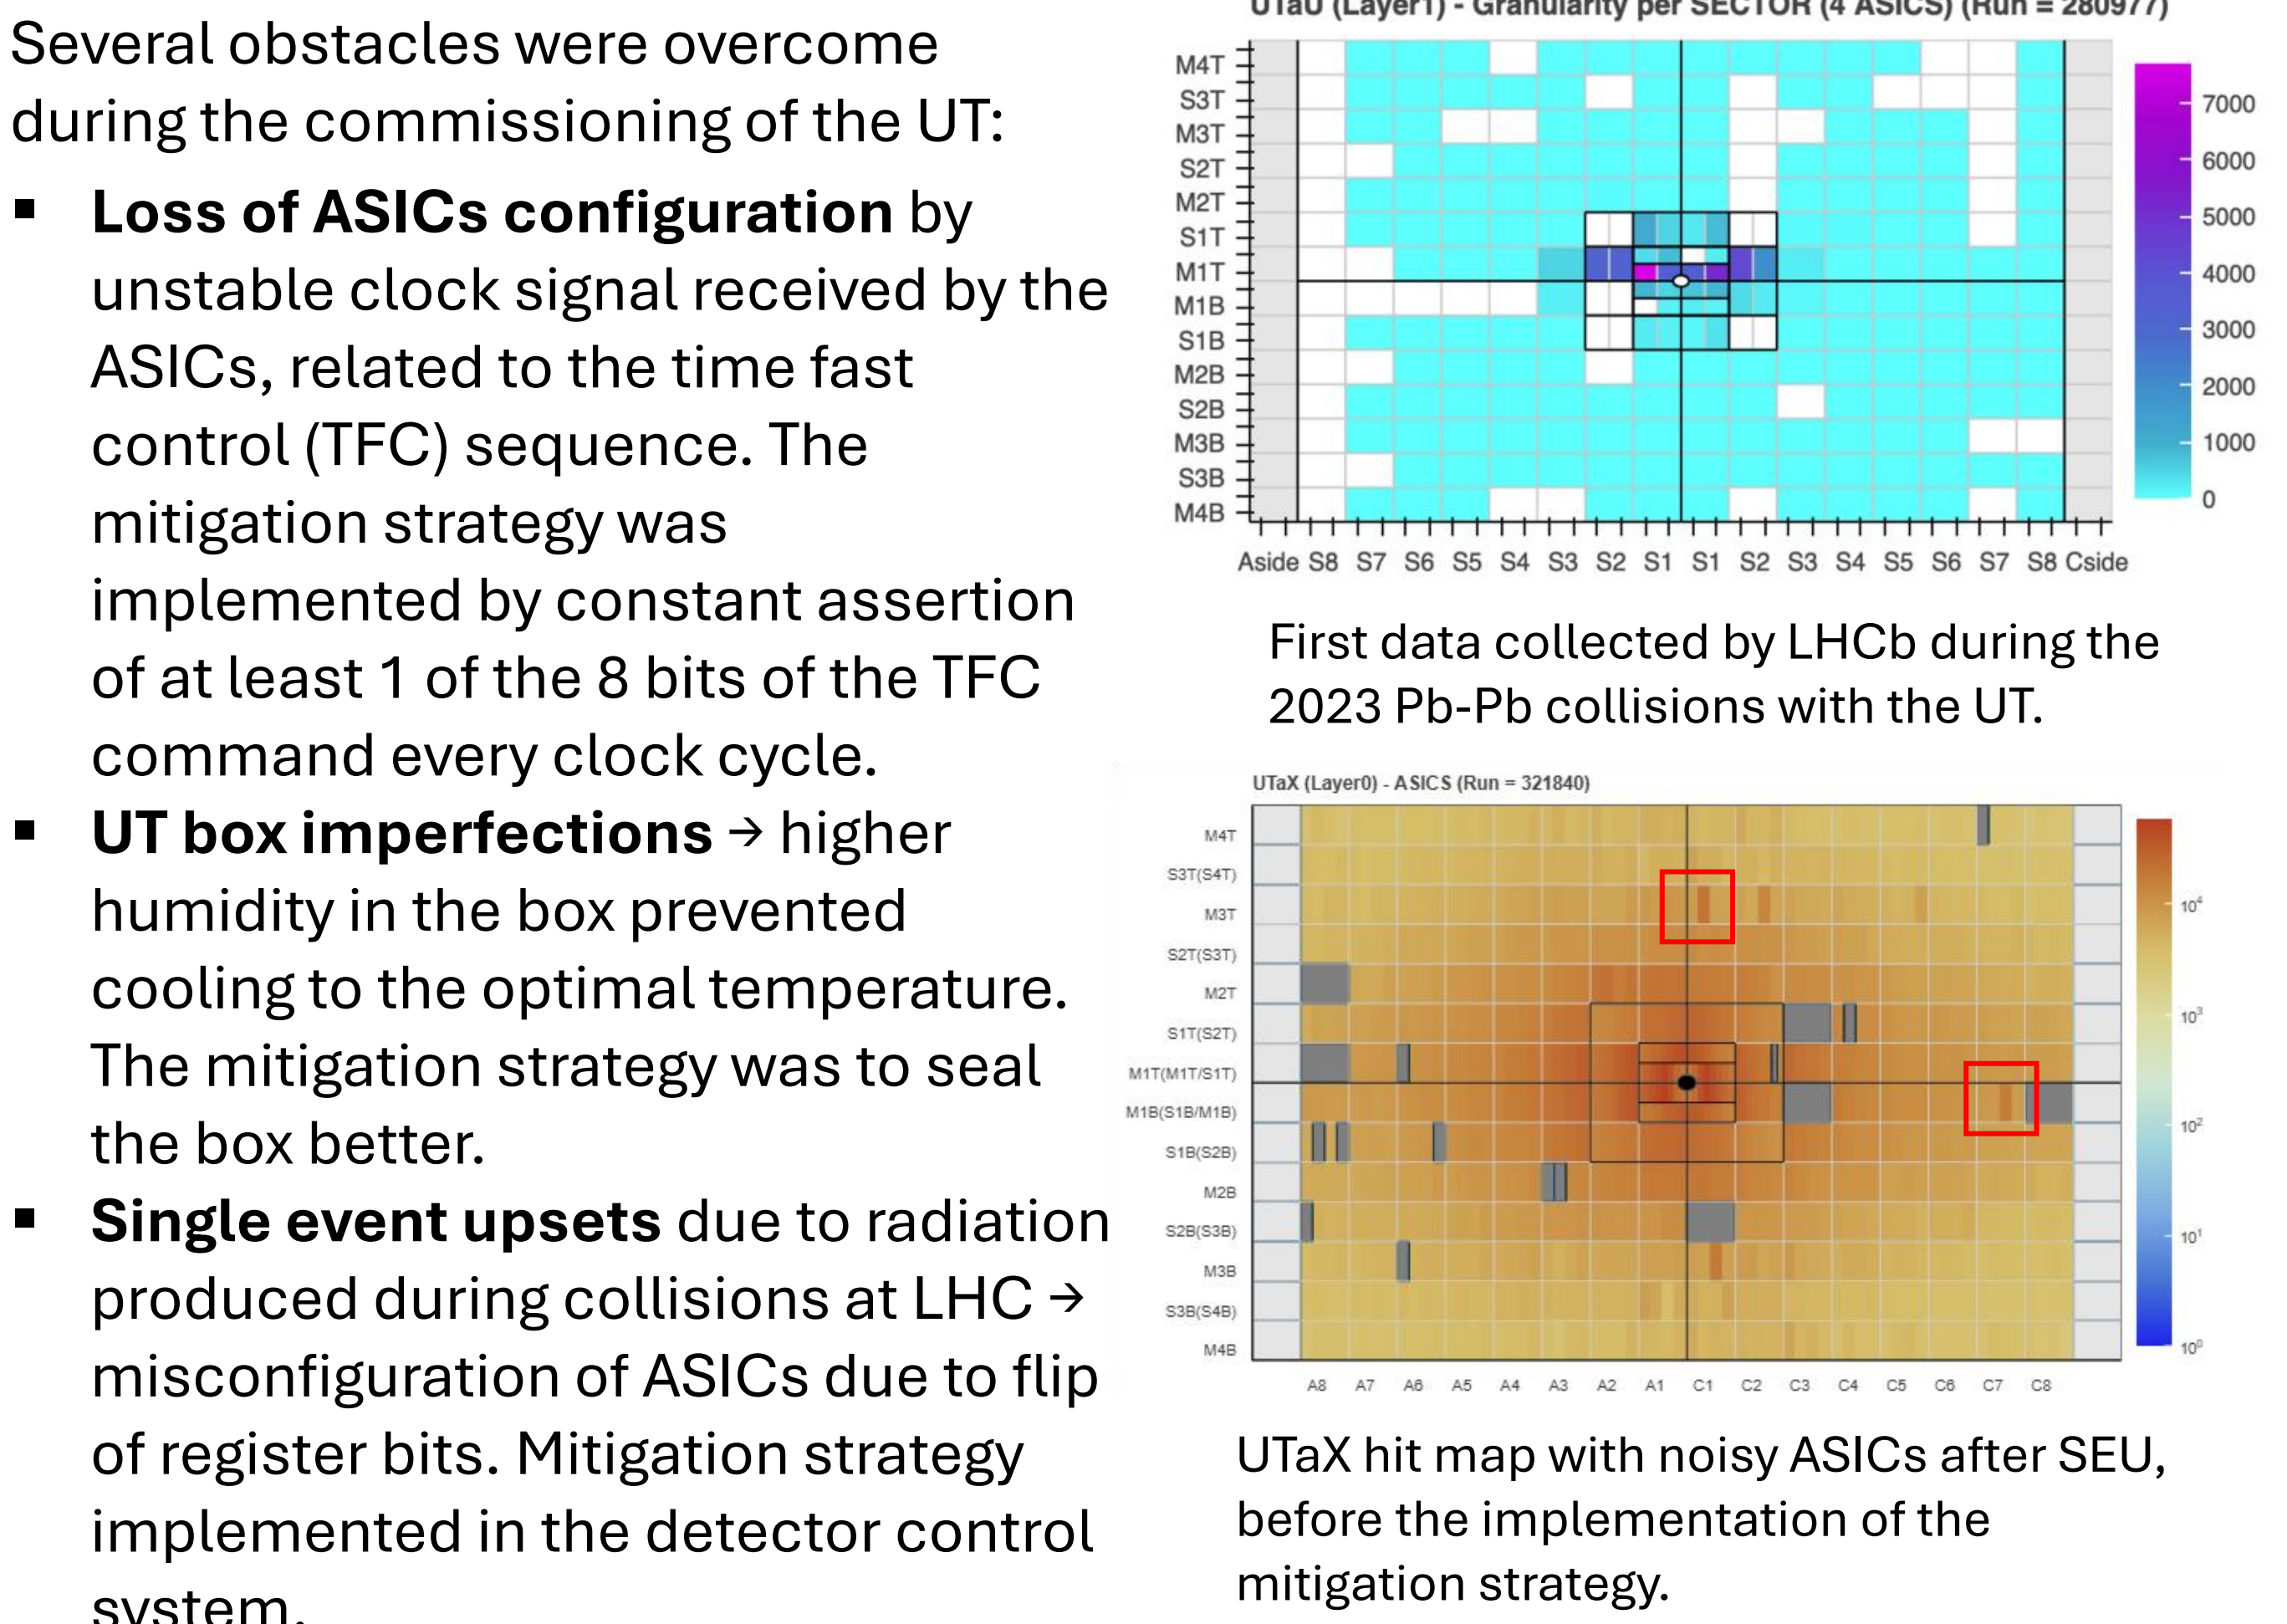 Several obstacles were overcome
during the commissioning of the UT:
▪ Loss of ASICs configuration by
unstable clock signal received by the
ASICs, related to the time fast
control (TFC) sequence. The
mitigation strategy was
implemented by constant assertion
of at least 1 of the 8 bits of the TFC
command every clock cycle.
▪ UT box imperfections → higher
humidity in the box prevented
cooling to the optimal temperature.
The mitigation strategy was to seal
the box better.
▪ Single event upsets due to radiation
produced during collisions at LHC →
misconfiguration of ASICs due to flip
of register bits. Mitigation strategy
implemented in the detector control
system.
UTaU (Layer1) - Granularity per SECTOR (4 ASICS) (Run = 280977)
M4T
S3T
M3T
S2T
M2T
S1T
M1T
M1B
S1B
M2B
S2B
M3B
S3B
M4B
Aside S8 S7 S6 S5 S4 S3 S2 S1 S1 S2 S3 S4 S5 S6 S7 S8 Cside
7000
6000
5000
4000
3000
2000
1000
0
First data collected by LHCb during the
2023 Pb-Pb collisions with the UT.
UTaX (Layer0) - ASICS (Run = 321840)
M4T
S3T(S4T)
M3T
S2T(S3T)
M2T
S1T(S2T)
M1T(M1T/S1T)
M1B(S1B/M1B)
S1B(S2B)
M2B
S2B(S3B)
M3B
S3B(S4B)
M4B
A8 A7 A6 A5 A4 A3 A2 A1 C1 C2 C3 C4 C5 C6 C7 C8
10⁴
10³
10²
10¹
10⁰
UTaX hit map with noisy ASICs after SEU,
before the implementation of the
mitigation strategy.